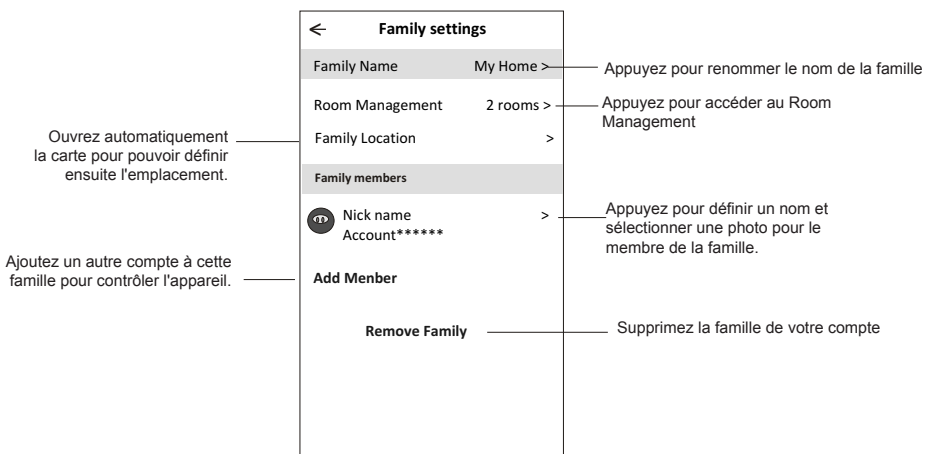 ← Family settings
Family Name My Home >
Appuyez pour renommer le nom de la famille
Room Management 2 rooms >
Appuyez pour accéder au Room
Management
Ouvrez automatiquement
la carte pour pouvoir définir
ensuite l'emplacement.
Family Location >
Family members
Nick name >
Account******
Appuyez pour définir un nom et
sélectionner une photo pour le
membre de la famille.
Ajoutez un autre compte à cette
famille pour contrôler l'appareil.
Add Menber
Remove Family
Supprimez la famille de votre compte